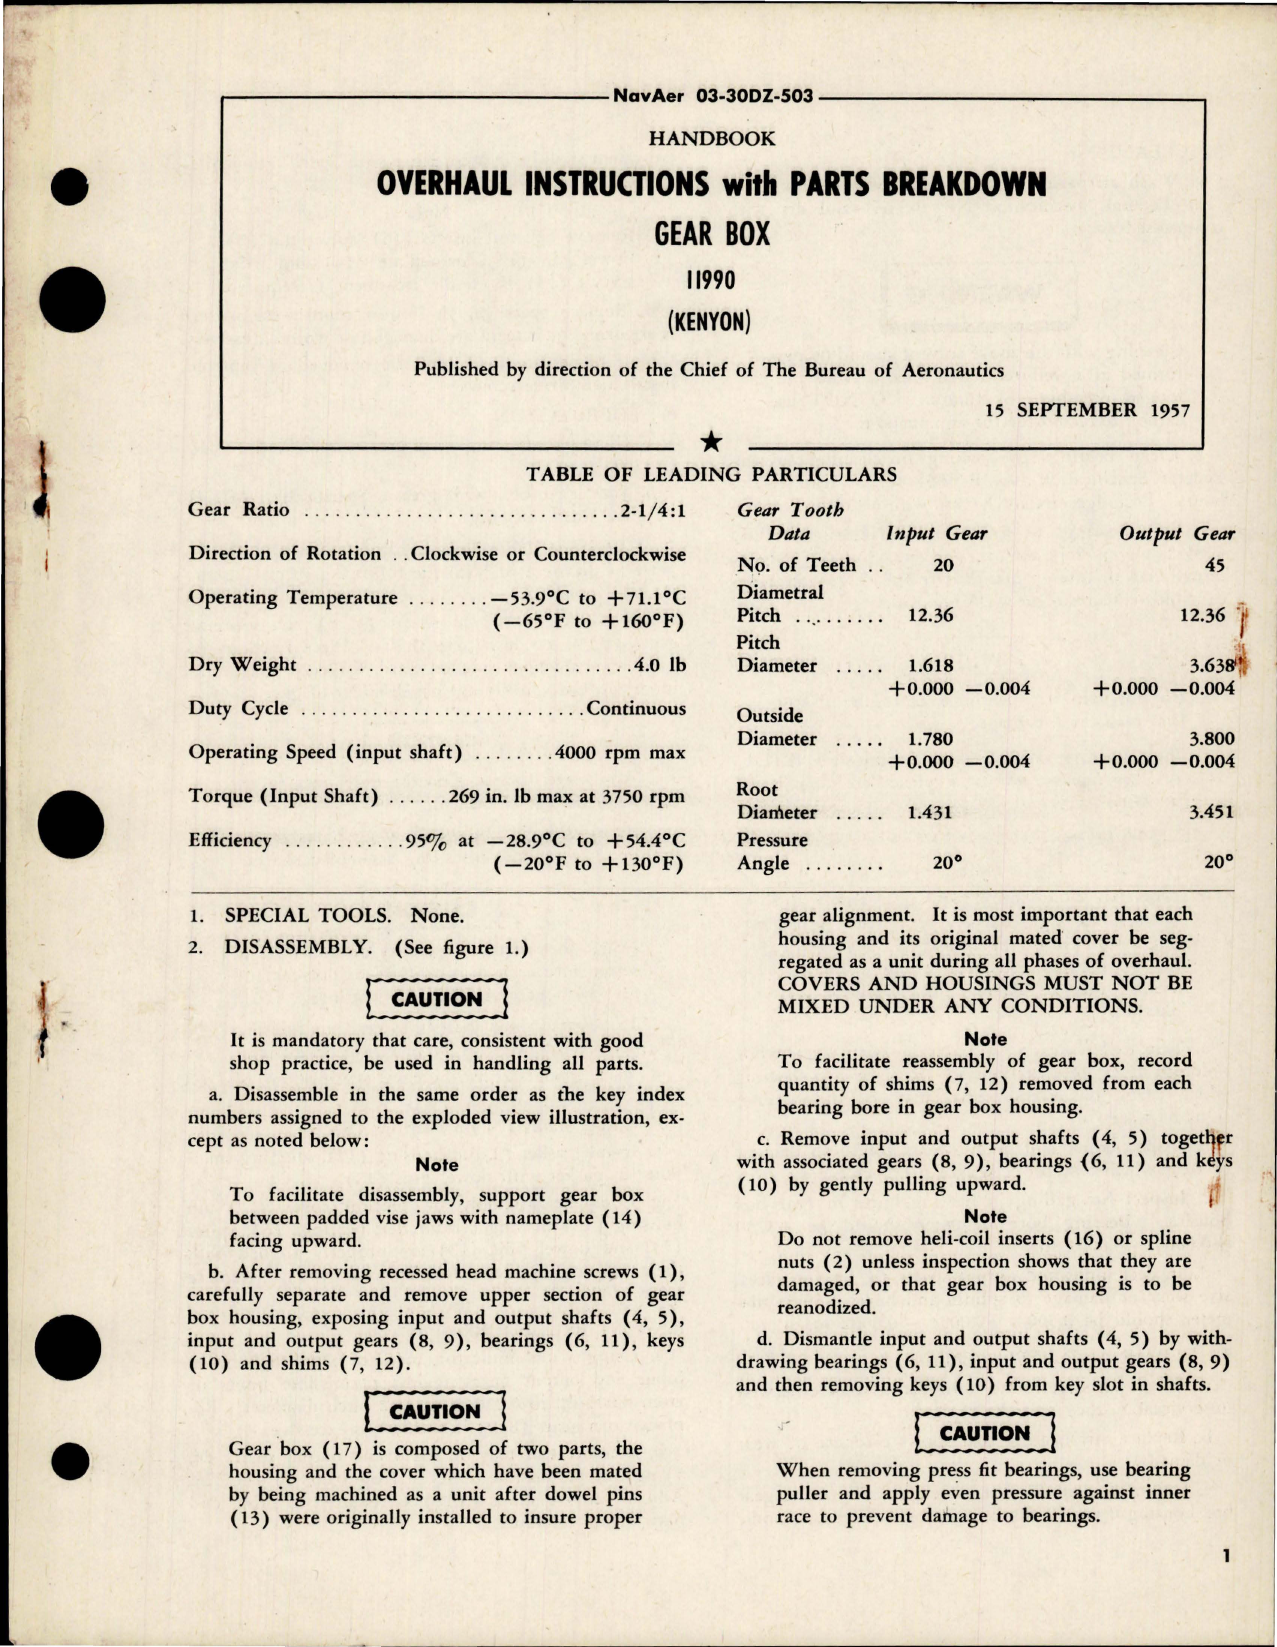 NavAer 03-30DZ-503
HANDBOOK
OVERHAUL INSTRUCTIONS with PARTS BREAKDOWN
GEAR BOX
11990
(KENYON)
Published by direction of the Chief of The Bureau of Aeronautics
15 SEPTEMBER 1957
TABLE OF LEADING PARTICULARS
Gear Ratio ...............................2-1/4:1
Direction of Rotation ..Clockwise or Counterclockwise
Operating Temperature ........—53.9°C to +71.1°C
(—65°F to +160°F)
Dry Weight ................................4.0 lb
Duty Cycle ............................Continuous
Operating Speed (input shaft) ........4000 rpm max
Torque (Input Shaft) ......269 in. lb max at 3750 rpm
Efficiency ............95% at —28.9°C to +54.4°C
(—20°F to +130°F)
Gear Tooth
Data Input Gear Output Gear
No. of Teeth .. 20 45
Diametral
Pitch ......... 12.36 12.36
Pitch
Diameter ..... 1.618 3.638
+0.000 —0.004 +0.000 —0.004
Outside
Diameter ..... 1.780 3.800
+0.000 —0.004 +0.000 —0.004
Root
Diameter ..... 1.431 3.451
Pressure
Angle ........ 20° 20°
1. SPECIAL TOOLS. None.
2. DISASSEMBLY. (See figure 1.)
CAUTION
It is mandatory that care, consistent with good
shop practice, be used in handling all parts.
a. Disassemble in the same order as the key index
numbers assigned to the exploded view illustration, ex-
cept as noted below:
Note
To facilitate disassembly, support gear box
between padded vise jaws with nameplate (14)
facing upward.
b. After removing recessed head machine screws (1),
carefully separate and remove upper section of gear
box housing, exposing input and output shafts (4, 5),
input and output gears (8, 9), bearings (6, 11), keys
(10) and shims (7, 12).
CAUTION
Gear box (17) is composed of two parts, the
housing and the cover which have been mated
by being machined as a unit after dowel pins
(13) were originally installed to insure proper
gear alignment. It is most important that each
housing and its original mated cover be seg-
regated as a unit during all phases of overhaul.
COVERS AND HOUSINGS MUST NOT BE
MIXED UNDER ANY CONDITIONS.
Note
To facilitate reassembly of gear box, record
quantity of shims (7, 12) removed from each
bearing bore in gear box housing.
c. Remove input and output shafts (4, 5) together
with associated gears (8, 9), bearings (6, 11) and keys
(10) by gently pulling upward.
Note
Do not remove heli-coil inserts (16) or spline
nuts (2) unless inspection shows that they are
damaged, or that gear box housing is to be
reanodized.
d. Dismantle input and output shafts (4, 5) by with-
drawing bearings (6, 11), input and output gears (8, 9)
and then removing keys (10) from key slot in shafts.
CAUTION
When removing press fit bearings, use bearing
puller and apply even pressure against inner
race to prevent damage to bearings.
1